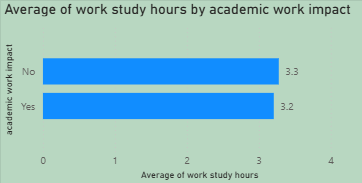 Average of work study hours by academic work impact
academic work impact
No
3.3
Yes
3.2
0 1 2 3 4
Average of work study hours